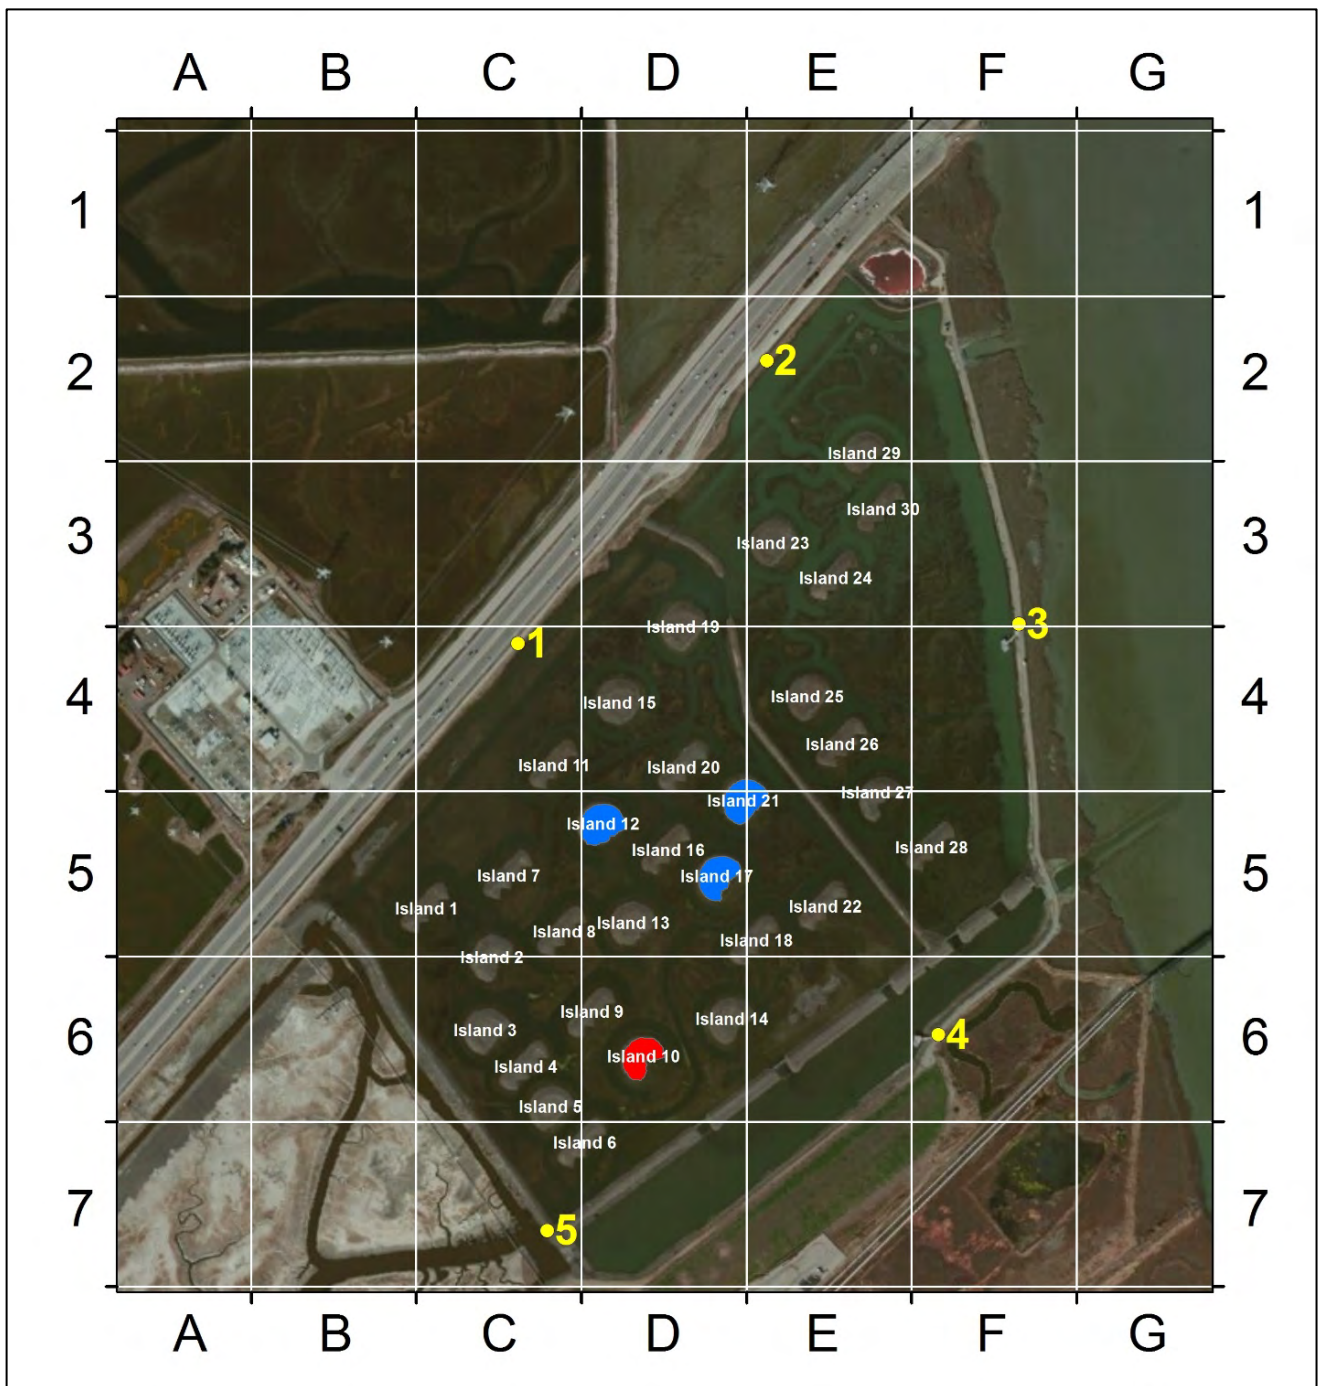 A B C D E F G
1 1
2 2
2
Island 29
3 3
Island 30
Island 23
Island 24
3
Island 19
1
4 4
Island 25
Island 15
Island 26
Island 11
Island 20
Island 27
Island 21
Island 12
Island 28
Island 16
5 5
Island 7
Island 17
Island 22
Island 1
Island 13
Island 8
Island 18
Island 2
Island 9
Island 14
Island 3
4
6 6
Island 10
Island 4
Island 5
Island 6
7 7
5
A B C D E F G